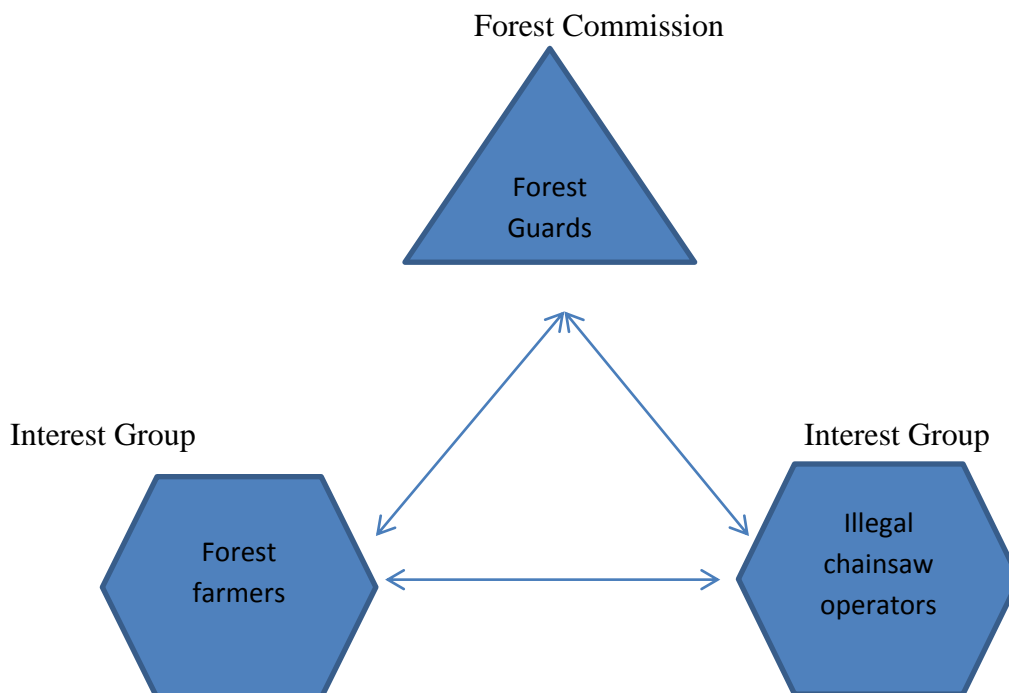 Forest Commission
Forest
Guards
Interest Group
Interest Group
Forest
farmers
Illegal
chainsaw
operators